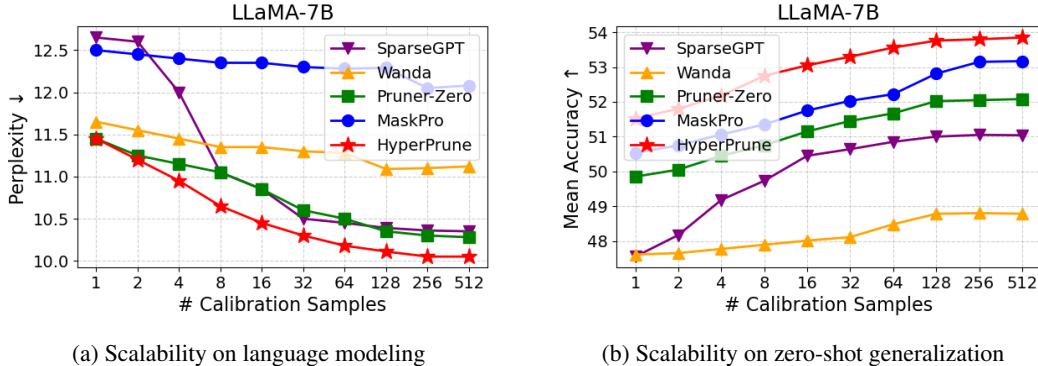 LLaMA-7B
12.5
12.0
11.5
11.0
10.5
10.0
Perplexity ↓
SparseGPT
Wanda
Pruner-Zero
MaskPro
HyperPrune
1 2 4 8 16 32 64 128 256 512
# Calibration Samples
(a) Scalability on language modeling
LLaMA-7B
54
53
52
51
50
49
48
Mean Accuracy ↑
SparseGPT
Wanda
Pruner-Zero
MaskPro
HyperPrune
1 2 4 8 16 32 64 128 256 512
# Calibration Samples
(b) Scalability on zero-shot generalization